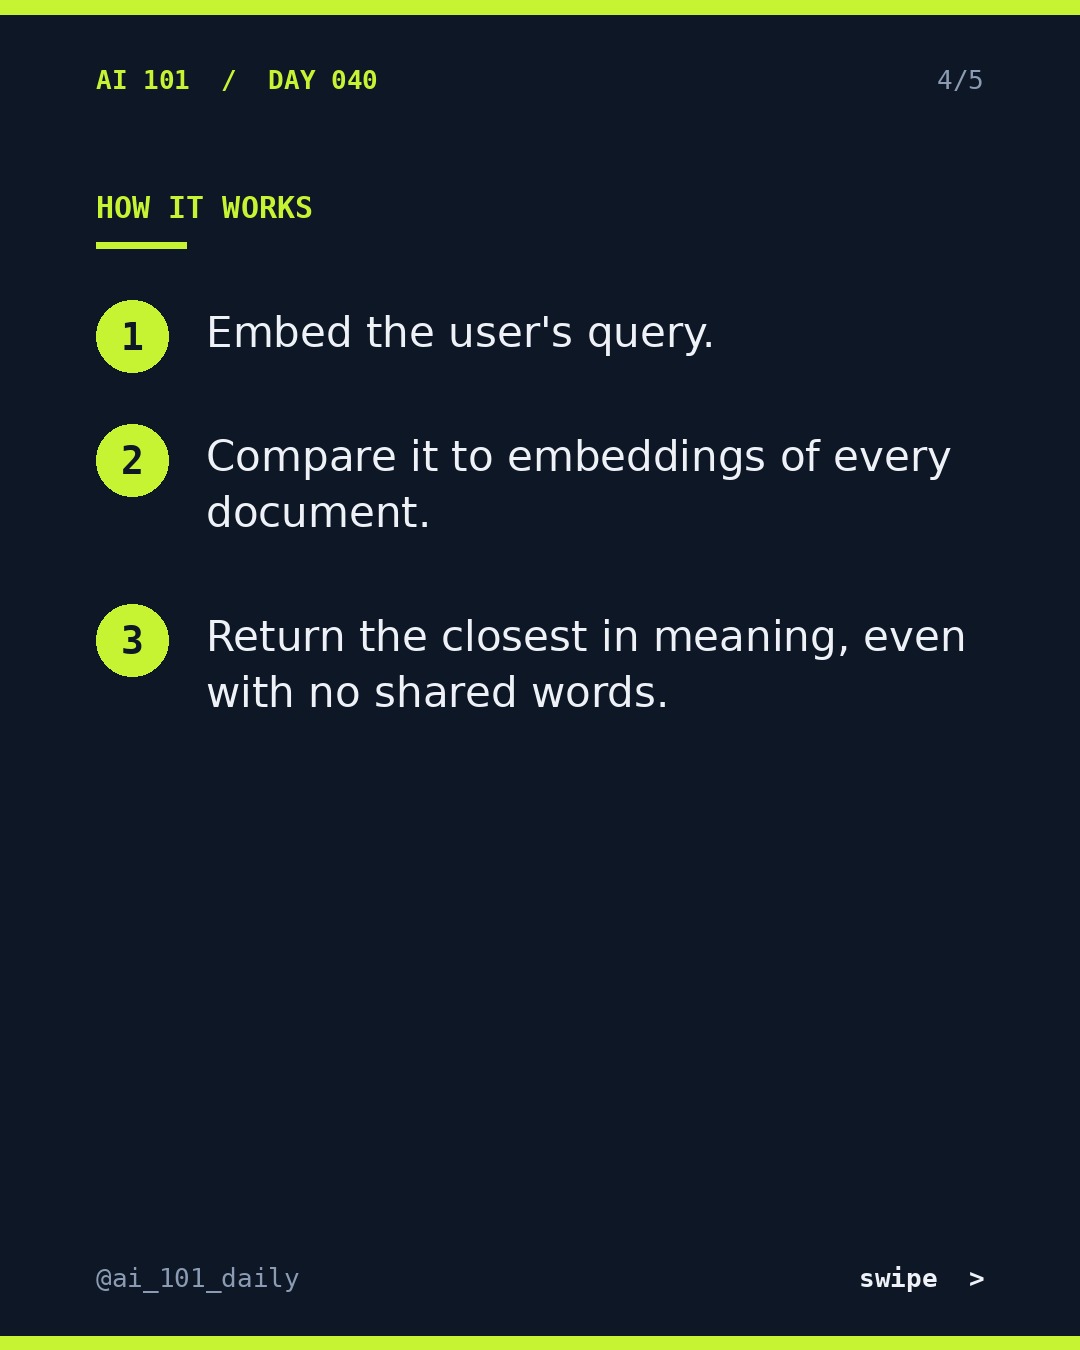 AI 101 / DAY 040
4/5
HOW IT WORKS
1 Embed the user's query.
2 Compare it to embeddings of every
document.
3 Return the closest in meaning, even
with no shared words.
@ai_101_daily
swipe >